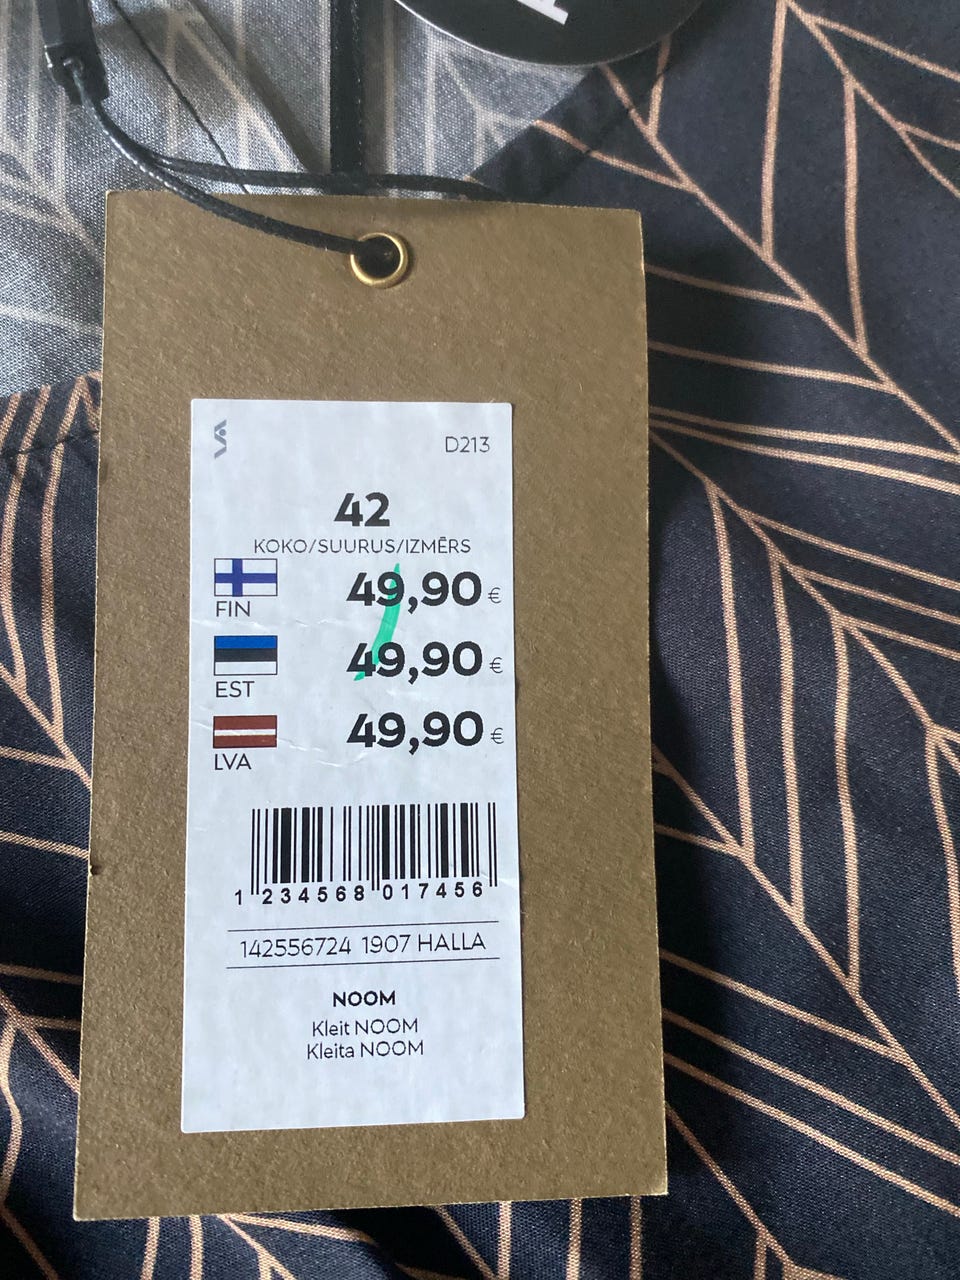 D213
42
KOKO/SUURUS/IZMĒRS
49,90 €
FIN
49,90 €
EST
49,90 €
LVA
1 234568 017456
142556724 1907 HALLA
NOOM
Kleit NOOM
Kleita NOOM